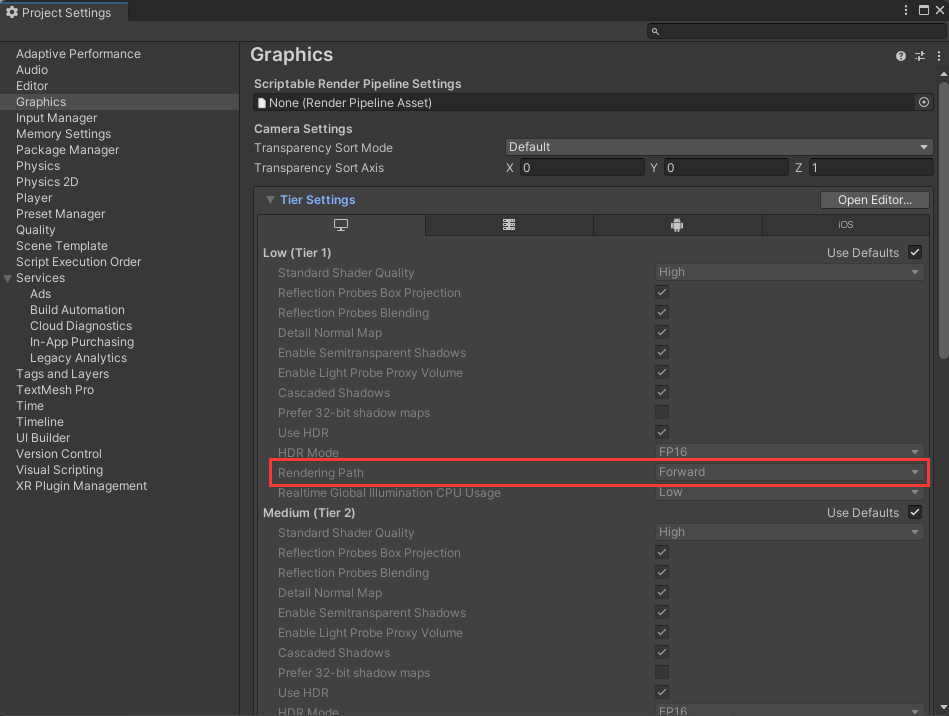 Project Settings
Adaptive Performance
Audio
Editor
Graphics
Input Manager
Memory Settings
Package Manager
Physics
Physics 2D
Player
Preset Manager
Quality
Scene Template
Script Execution Order
Services
Ads
Build Automation
Cloud Diagnostics
In-App Purchasing
Legacy Analytics
Tags and Layers
TextMesh Pro
Time
Timeline
UI Builder
Version Control
Visual Scripting
XR Plugin Management
Graphics
Scriptable Render Pipeline Settings
None (Render Pipeline Asset)
Camera Settings
Transparency Sort Mode Default
Transparency Sort Axis X 0 Y 0 Z 1
Tier Settings Open Editor...
iOS
Low (Tier 1) Use Defaults
Standard Shader Quality High
Reflection Probes Box Projection
Reflection Probes Blending
Detail Normal Map
Enable Semitransparent Shadows
Enable Light Probe Proxy Volume
Cascaded Shadows
Prefer 32-bit shadow maps
Use HDR
HDR Mode FP16
Rendering Path Forward
Realtime Global Illumination CPU Usage Low
Medium (Tier 2) Use Defaults
Standard Shader Quality High
Reflection Probes Box Projection
Reflection Probes Blending
Detail Normal Map
Enable Semitransparent Shadows
Enable Light Probe Proxy Volume
Cascaded Shadows
Prefer 32-bit shadow maps
Use HDR
HDR Mode FP16